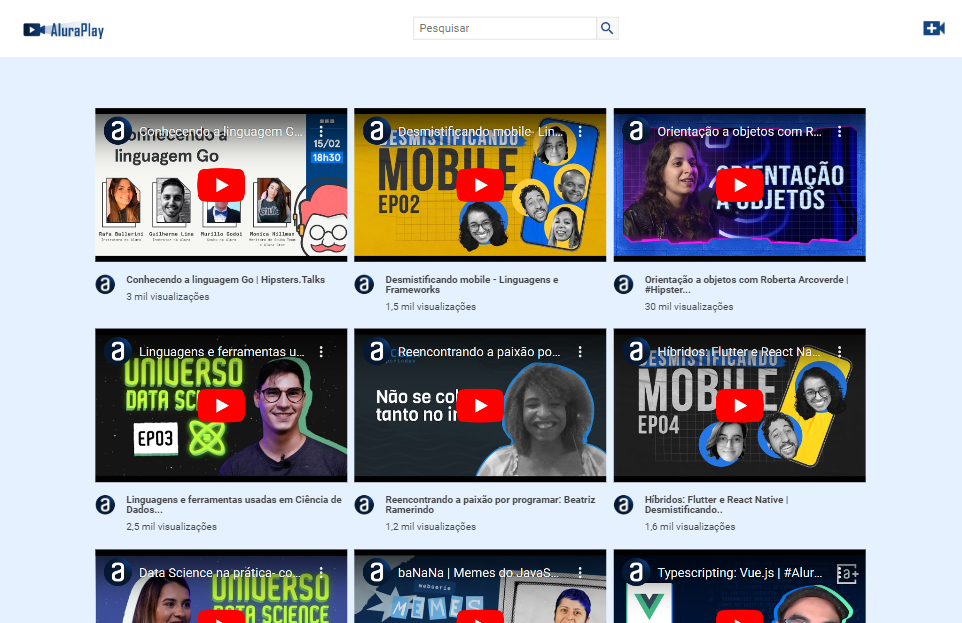 AluraPlay
Pesquisar
a Conhecendo a linguagem G...
Conhecendo a
linguagem Go
15/02
18h30
Rafa Ballerini
Guilherme Lima
Murillo Godoi
Monica Hillman
a Desmistificando mobile- Lin...
DESMISTIFICANDO
MOBILE
EP02
a Orientação a objetos com R...
ORIENTAÇÃO
A OBJETOS
a Conhecendo a linguagem Go | Hipsters.Talks
3 mil visualizações
a Desmistificando mobile - Linguagens e
Frameworks
1,5 mil visualizações
a Orientação a objetos com Roberta Arcoverde |
#Hipster...
30 mil visualizações
a Linguagens e ferramentas u...
UNIVERSO
DATA SC
EP03
a Reencontrando a paixão po...
Não se co
tanto no i
a Híbridos: Flutter e React Na...
DESMISTIFICANDO
MOBILE
EP04
a Linguagens e ferramentas usadas em Ciência de
Dados...
2,5 mil visualizações
a Reencontrando a paixão por programar: Beatriz
Ramerindo
1,2 mil visualizações
a Híbridos: Flutter e React Native |
Desmistificando..
1,6 mil visualizações
a Data Science na prática- co...
UNIVERSO
DATA SCIENCE
a baNaNa | Memes do JavaS...
webserie
MEMES
a Typescripting: Vue.js | #Alur...
a+